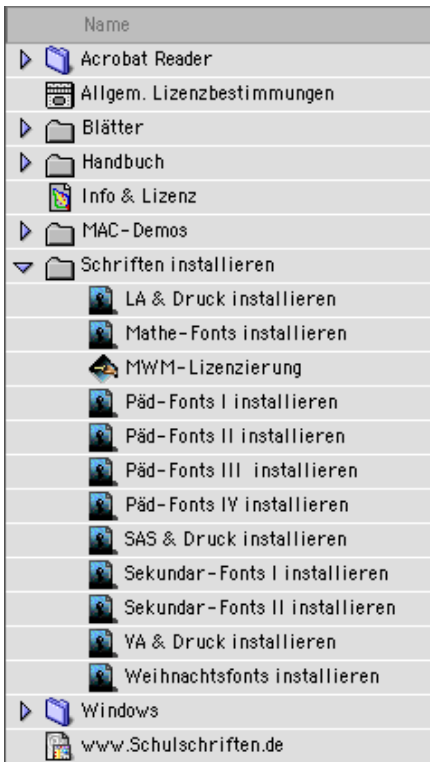 Name
Acrobat Reader
Allgem. Lizenzbestimmungen
Blätter
Handbuch
Info & Lizenz
MAC-Demos
Schriften installieren
LA & Druck installieren
Mathe-Fonts installieren
MWM-Lizenzierung
Päd-Fonts I installieren
Päd-Fonts II installieren
Päd-Fonts III installieren
Päd-Fonts IV installieren
SAS & Druck installieren
Sekundar-Fonts I installieren
Sekundar-Fonts II installieren
VA & Druck installieren
Weihnachtsfonts installieren
Windows
www.Schulschriften.de